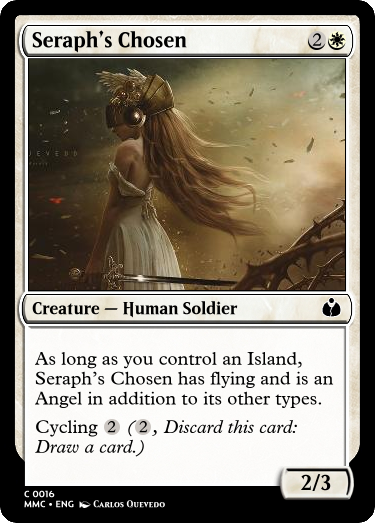 Seraph's Chosen 2
UEVEDO
Creature — Human Soldier
As long as you control an Island,
Seraph's Chosen has flying and is an
Angel in addition to its other types.
Cycling 2 (2, Discard this card:
Draw a card.)
2/3
C 0016
MMC • ENG Carlos Quevedo